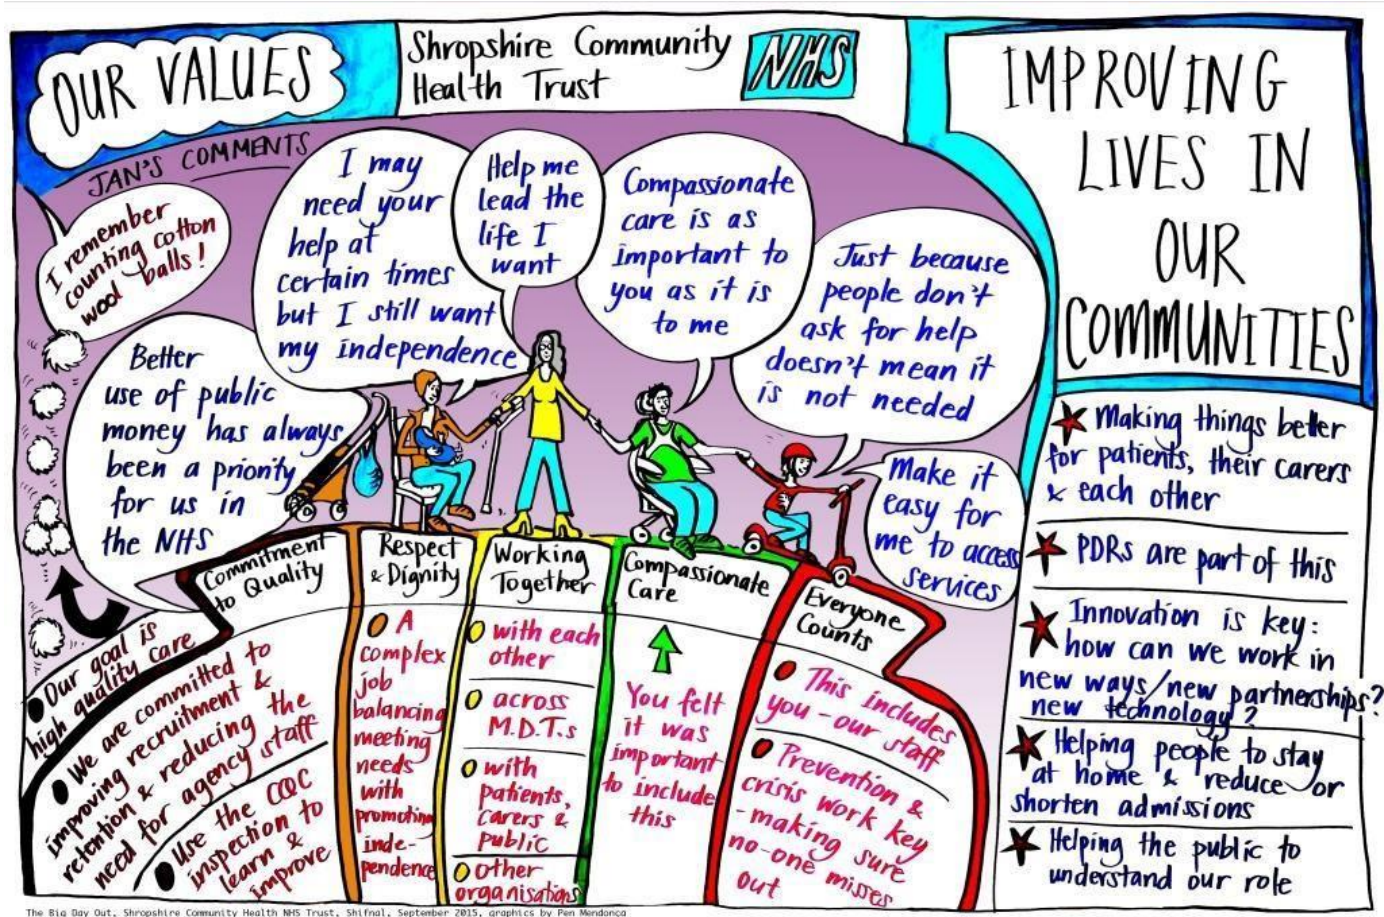 OUR VALUES
Shropshire Community
Health Trust
NHS
JAN'S COMMENTS
I remember
counting cotton
wool balls!
Better
use of public
money has always
been a priority
for us in
the NHS
I may
need your
help at
certain times
but I still want
my independence
Help me
lead the
life I
want
Compassionate
care is as
important to
you as it is
to me
Just because
people don't
ask for help
doesn't mean it
is not needed
Make it
easy for
me to access
services
Commitment
to Quality
Our goal is
high quality care
We are committed to
improving recruitment &
retention & reducing the
need for agency staff
Use the CQC
inspection to
learn &
improve
Respect
& Dignity
A
complex
job
balancing
meeting
needs
with
promoting
inde-
pendence
Working
Together
with each
other
across
M.D.T.s
with
patients,
carers &
public
other
organisations
Compassionate
Care
You felt
it was
important
to include
this
Everyone
Counts
This includes
you - our staff
Prevention &
crisis work key
- making sure
no-one misses
out
IMPROVING
LIVES IN
OUR
COMMUNITIES
Making things better
for patients, their carers
& each other
PDRs are part of this
Innovation is key:
how can we work in
new ways/new partnerships?
new technology?
Helping people to stay
at home & reduce or
shorten admissions
Helping the public to
understand our role
The Big Day Out, Shropshire Community Health NHS Trust, Shifnal, September 2015, graphics by Pen Mendonca